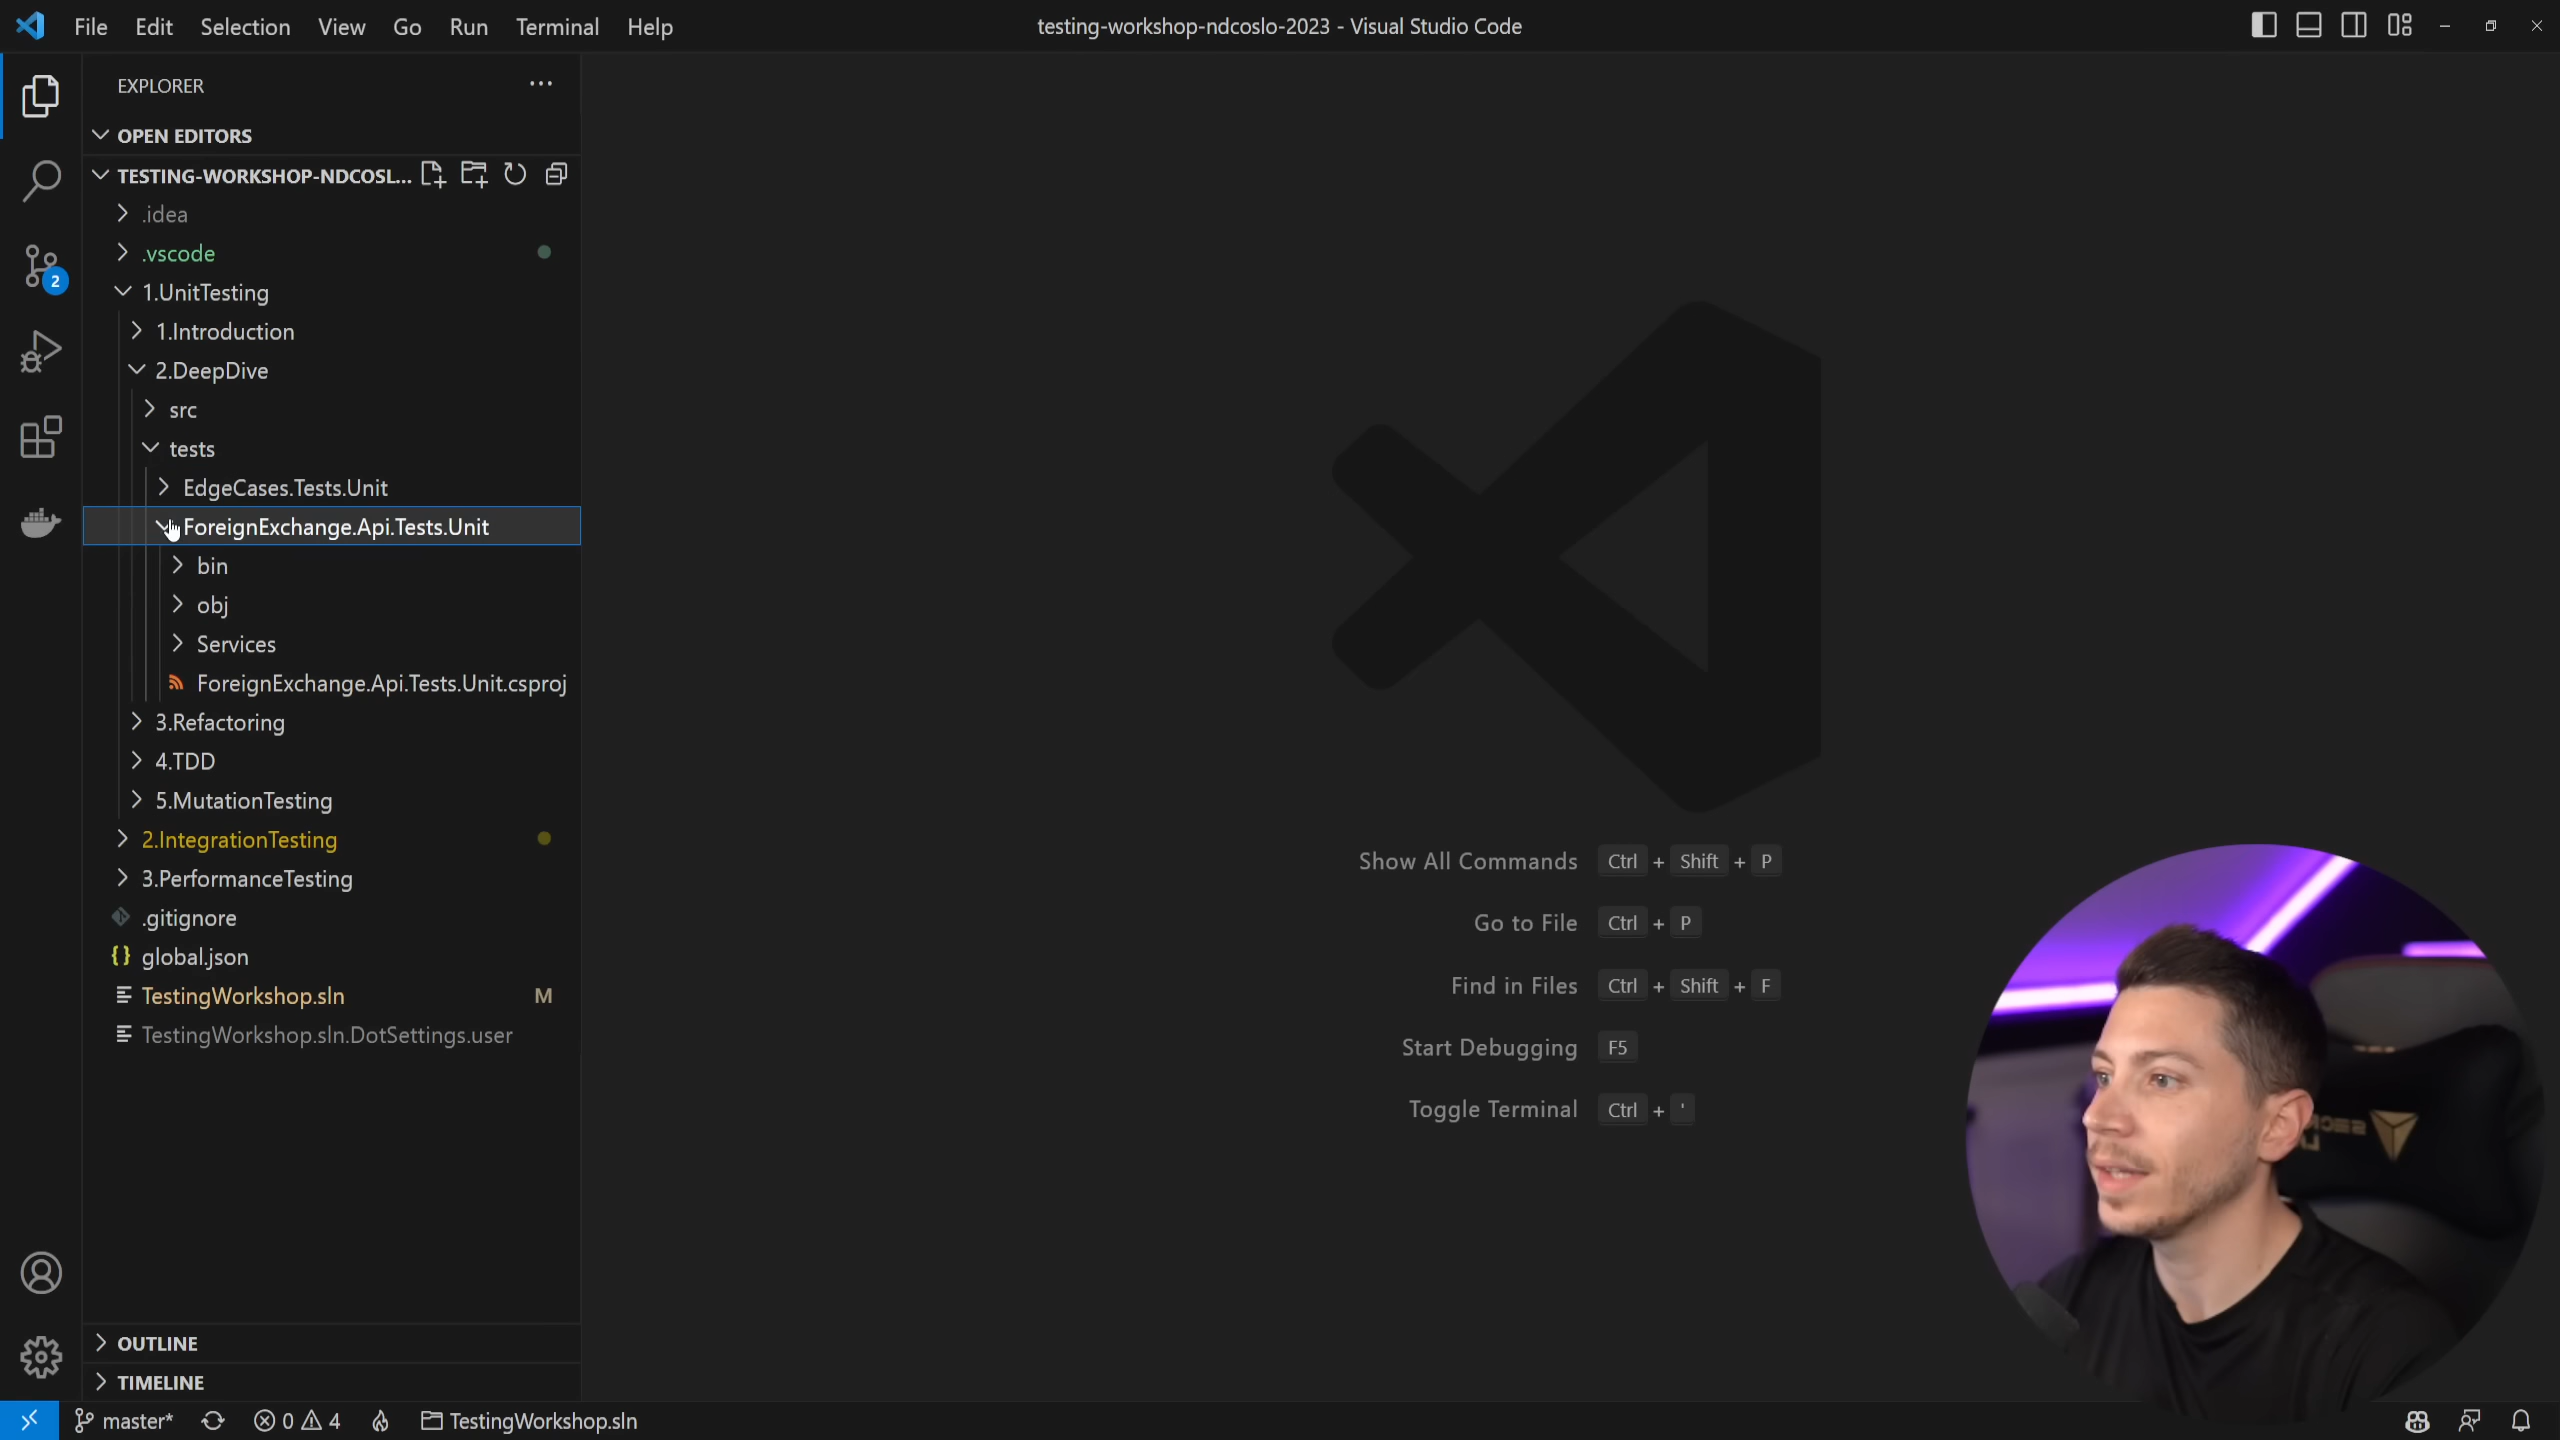 File Edit Selection View Go Run Terminal Help
testing-workshop-ndcoslo-2023 - Visual Studio Code
EXPLORER
OPEN EDITORS
TESTING-WORKSHOP-NDCOSL...
.idea
.vscode
1.UnitTesting
2
1.Introduction
2.DeepDive
src
tests
EdgeCases.Tests.Unit
ForeignExchange.Api.Tests.Unit
bin
obj
Services
ForeignExchange.Api.Tests.Unit.csproj
3.Refactoring
4.TDD
5.MutationTesting
2.IntegrationTesting
3.PerformanceTesting
.gitignore
global.json
TestingWorkshop.sln M
TestingWorkshop.sln.DotSettings.user
Show All Commands Ctrl + Shift + P
Go to File Ctrl + P
Find in Files Ctrl + Shift + F
Start Debugging F5
Toggle Terminal Ctrl + '
OUTLINE
TIMELINE
master* 0 4 TestingWorkshop.sln